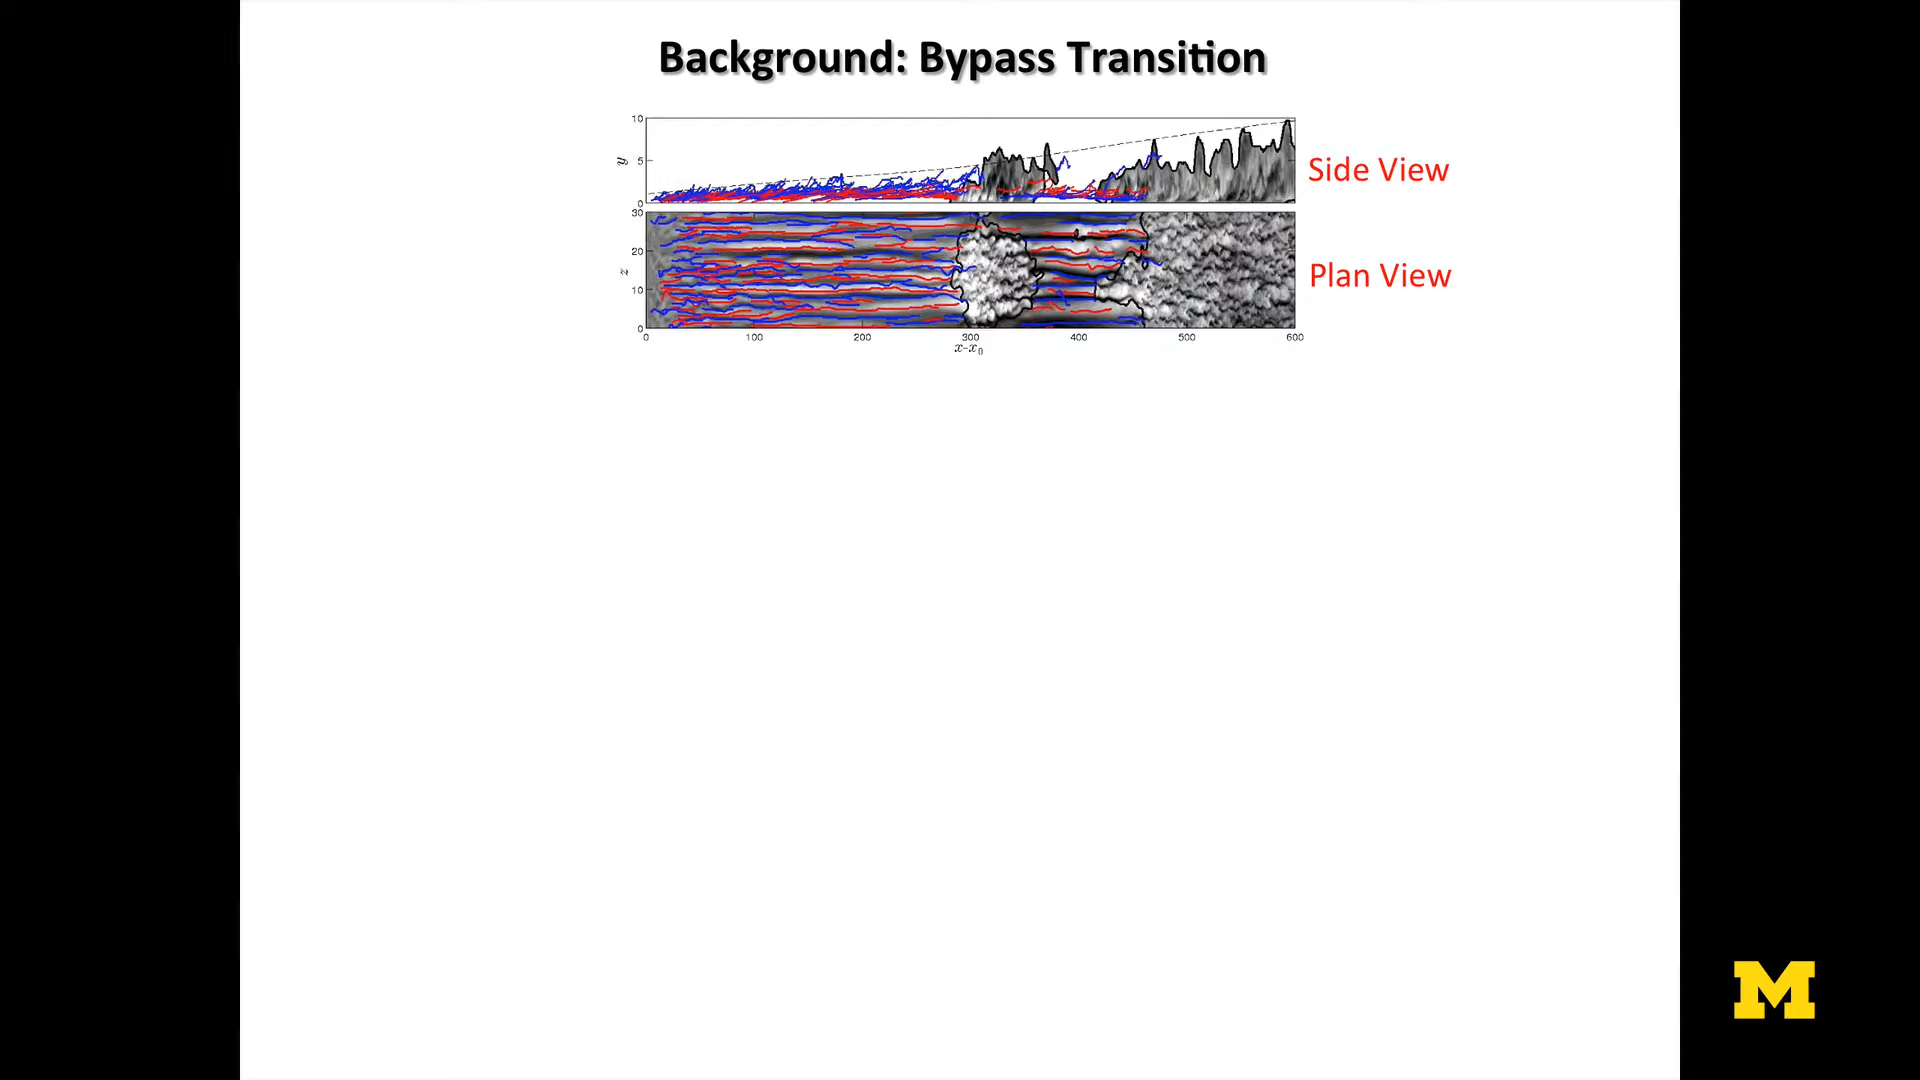 Background: Bypass Transition
10
y 5
0
Side View
30
20
z
10
0
Plan View
0 100 200 300 400 500 600
x-x0
M